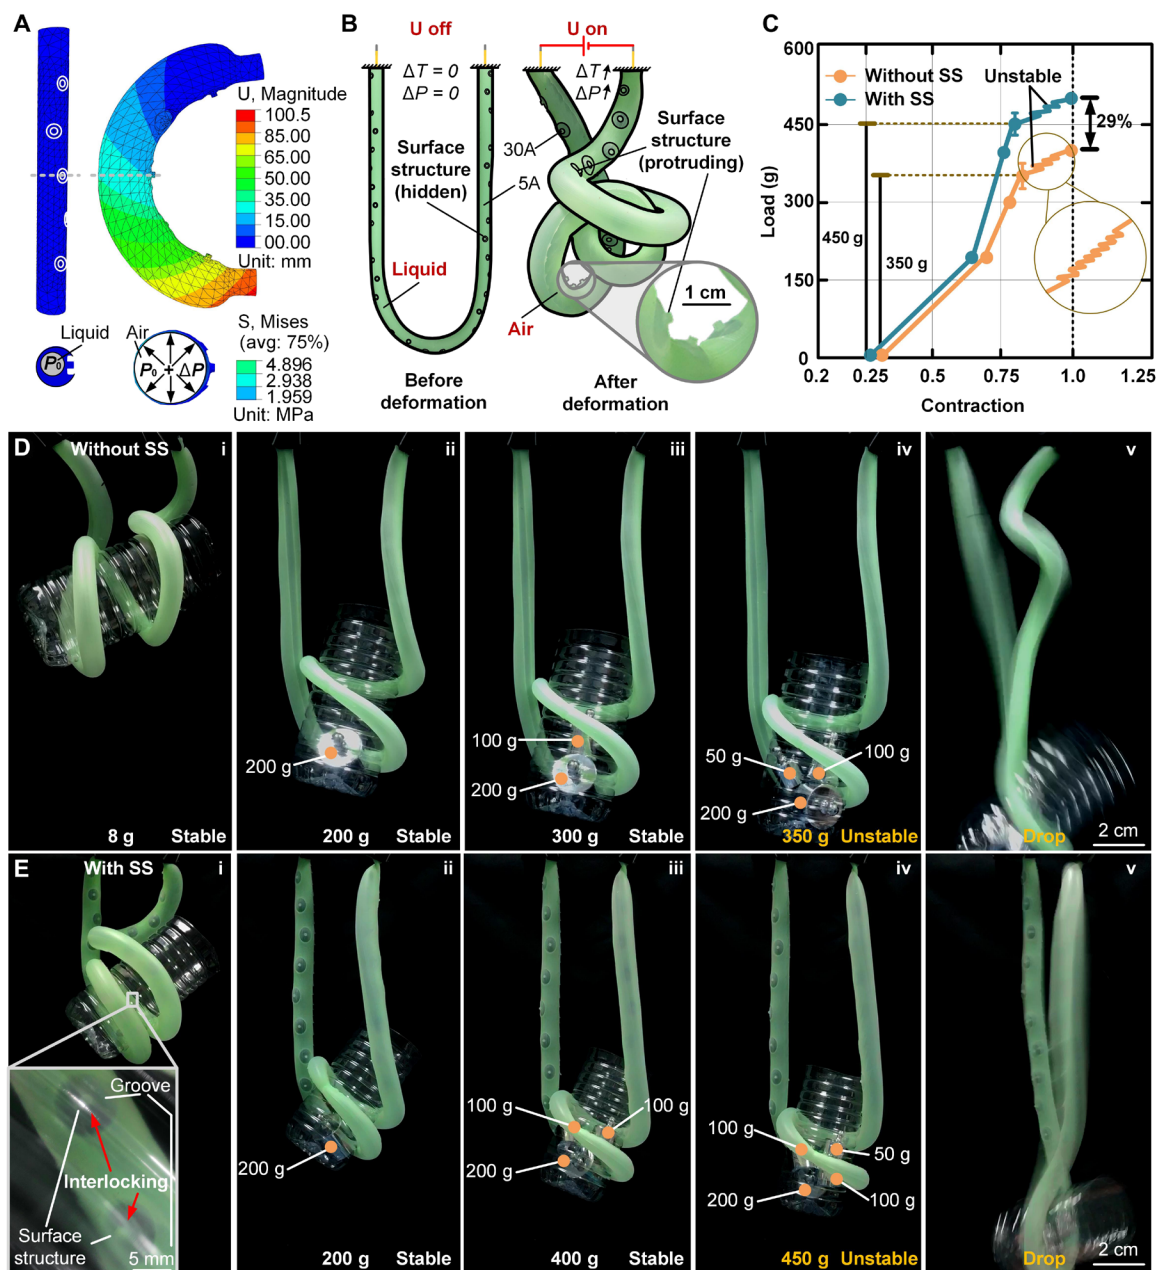 A
U, Magnitude
100.5
85.00
65.00
50.00
35.00
15.00
00.00
Unit: mm
Liquid
P₀
Air
P₀ + ΔP
S, Mises
(avg: 75%)
4.896
2.938
1.959
Unit: MPa
B
U off
ΔT = 0
ΔP = 0
Surface
structure
(hidden)
Liquid
Before
deformation
U on
ΔT↑
ΔP↑
30A
5A
Surface
structure
(protruding)
1 cm
Air
After
deformation
C
600
450
300
150
0
Load (g)
Without SS
With SS
Unstable
29%
450 g
350 g
0.2
0.25
0.5
0.75
1.0
1.25
Contraction
D
Without SS
i
8 g Stable
ii
200 g
200 g Stable
iii
100 g
200 g
300 g Stable
iv
50 g
100 g
200 g
350 g Unstable
v
Drop
2 cm
E
With SS
i
Groove
Interlocking
Surface
structure
5 mm
ii
200 g
200 g Stable
iii
100 g
100 g
200 g
400 g Stable
iv
100 g
50 g
200 g
100 g
450 g Unstable
v
Drop
2 cm